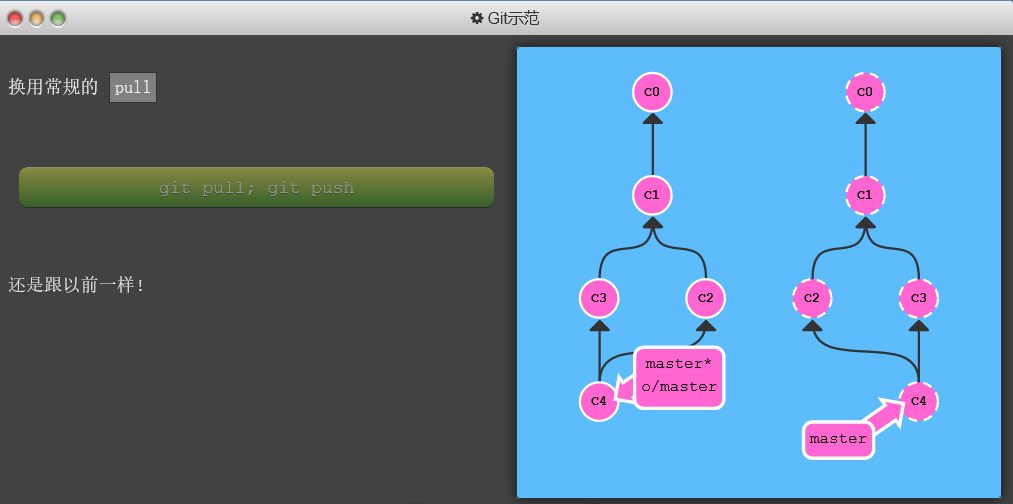 Git示范
换用常规的 pull
git pull; git push
还是跟以前一样!
c0
c0
c1
c1
c3
c2
c2
c3
master*
o/master
c4
c4
master